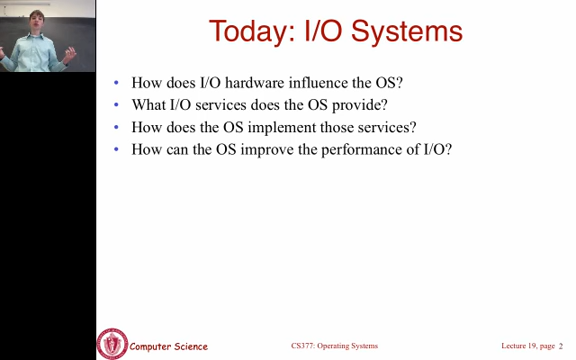 Today: I/O Systems
• How does I/O hardware influence the OS?
• What I/O services does the OS provide?
• How does the OS implement those services?
• How can the OS improve the performance of I/O?
Computer Science
CS377: Operating Systems
Lecture 19, page 2